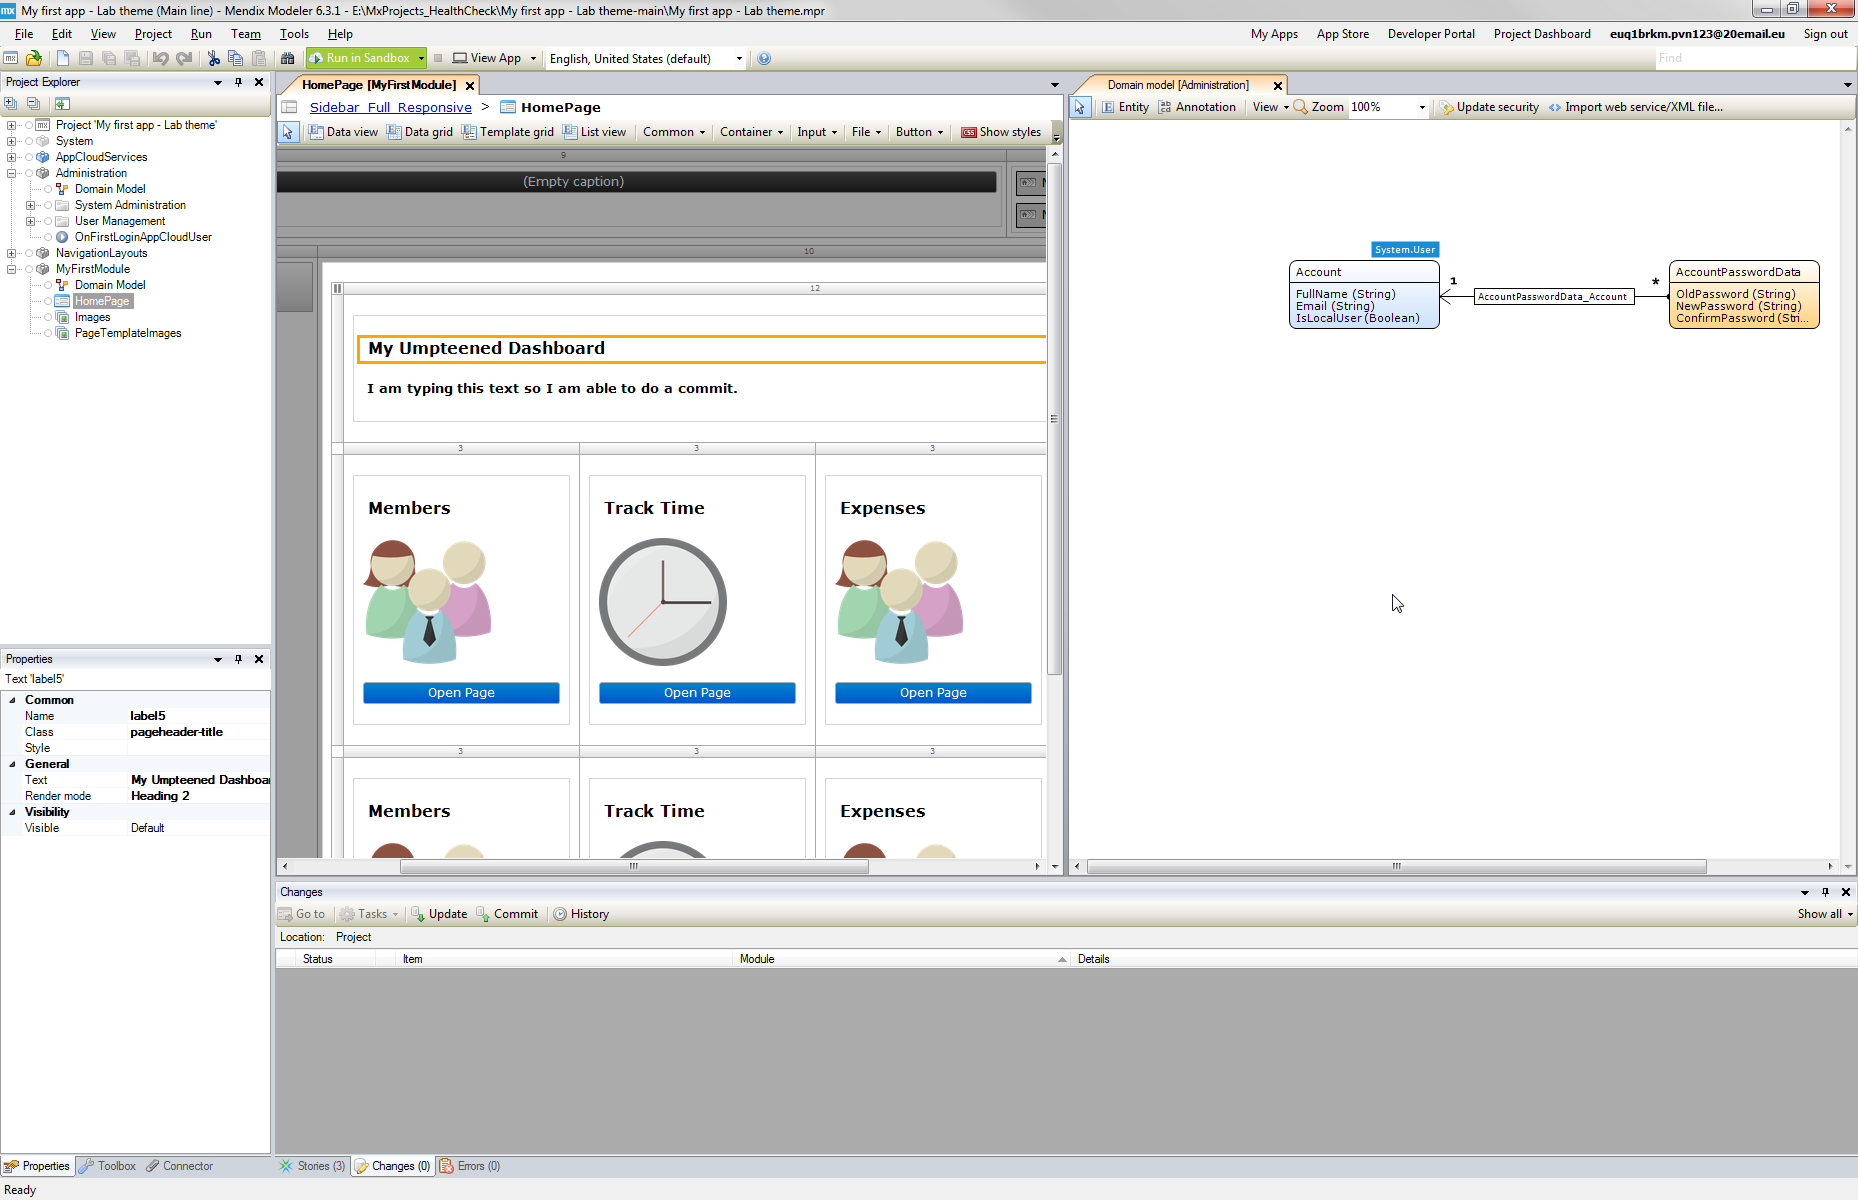 My first app - Lab theme (Main line) - Mendix Modeler 6.3.1 - E:\MxProjects_HealthCheck\My first app - Lab theme-main\My first app - Lab theme.mpr
File Edit View Project Run Team Tools Help
My Apps App Store Developer Portal Project Dashboard euq1brkm.pvn123@20email.eu Sign out
Run in Sandbox View App English, United States (default) Find
Project Explorer
Project 'My first app - Lab theme'
System
AppCloudServices
Administration
Domain Model
System Administration
User Management
OnFirstLoginAppCloudUser
NavigationLayouts
MyFirstModule
Domain Model
HomePage
Images
PageTemplateImages
Properties
Text 'label5'
Common
Name label5
Class pageheader-title
Style
General
Text My Umpteened Dashboar
Render mode Heading 2
Visibility
Visible Default
Properties Toolbox Connector
Ready
HomePage [MyFirstModule]
Sidebar_Full_Responsive > HomePage
Data view Data grid Template grid List view Common Container Input File Button CSS Show styles
9
(Empty caption)
10
12
My Umpteened Dashboard
I am typing this text so I am able to do a commit.
3 3 3
Members Track Time Expenses
Open Page Open Page Open Page
3 3 3
Members Track Time Expenses
Domain model [Administration]
Entity Annotation View Zoom 100% Update security Import web service/XML file...
System.User
Account
FullName (String)
Email (String)
IsLocalUser (Boolean)
1
AccountPasswordData_Account
*
AccountPasswordData
OldPassword (String)
NewPassword (String)
ConfirmPassword (Stri...
Changes
Go to Tasks Update Commit History Show all
Location: Project
Status Item Module Details
Stories (3) Changes (0) Errors (0)